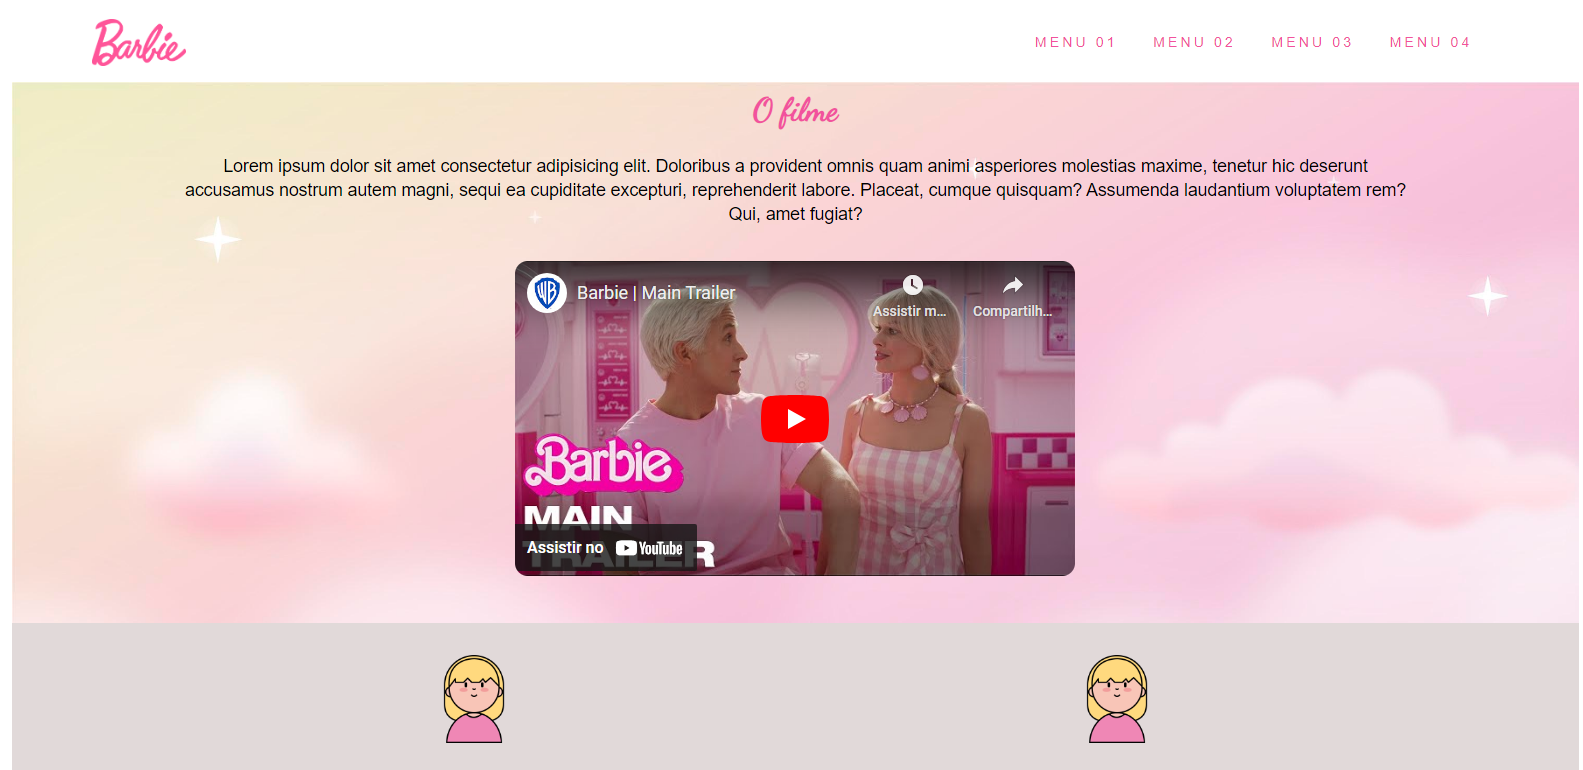 Barbie
MENU 01 MENU 02 MENU 03 MENU 04
O filme
Lorem ipsum dolor sit amet consectetur adipisicing elit. Doloribus a provident omnis quam animi asperiores molestias maxime, tenetur hic deserunt
accusamus nostrum autem magni, sequi ea cupiditate excepturi, reprehenderit labore. Placeat, cumque quisquam? Assumenda laudantium voluptatem rem?
Qui, amet fugiat?
WB
Barbie | Main Trailer
Assistir m...
Compartilh...
Barbie
MAIN
TRAILER
Assistir no YouTube